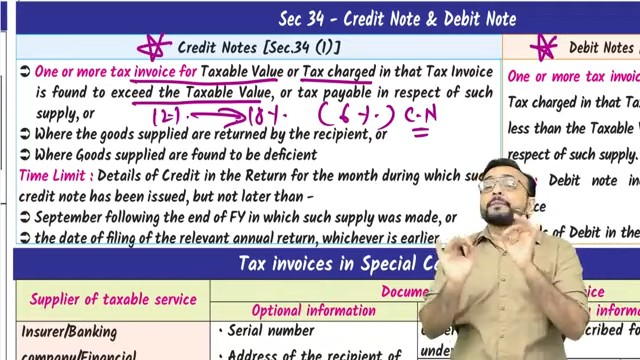 Sec 34 - Credit Note & Debit Note
Credit Notes [Sec.34 (1)]
One or more tax invoice for Taxable Value or Tax charged in that Tax Invoice
is found to exceed the Taxable Value, or tax payable in respect of such
supply, or
12% → 18% (6%) C.N
Where the goods supplied are returned by the recipient, or
Where Goods supplied are found to be deficient
Time Limit: Details of Credit in the Return for the month during which
credit note has been issued, but not later than -
September following the end of FY in which such supply was made, or
the date of filing of the relevant annual return, whichever is earlier
Debit Notes
One or more tax
Tax charged in that
less than the Taxable
respect of such supply.
Debit note
of Debit in the
Tax invoices in Special
Supplier of taxable service
Optional information
Serial number
Address of the recipient of
Insurer/Banking
company/Financial
information
for
under